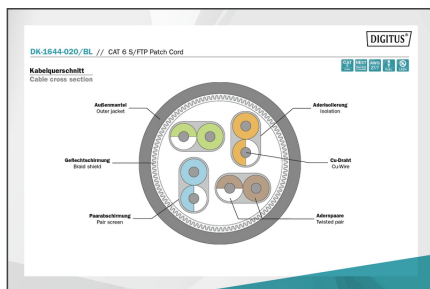 DIGITUS®
DK-1644-020/BL // CAT 6 S/FTP Patch Cord
Kabelquerschnitt
Cable cross section
Außenmantel
Outer jacket
Aderisolierung
Isolation
Geflechtschirmung
Braid shield
Cu-Draht
Cu-Wire
Paarabschirmung
Pair screen
Adernpaare
Twisted pair